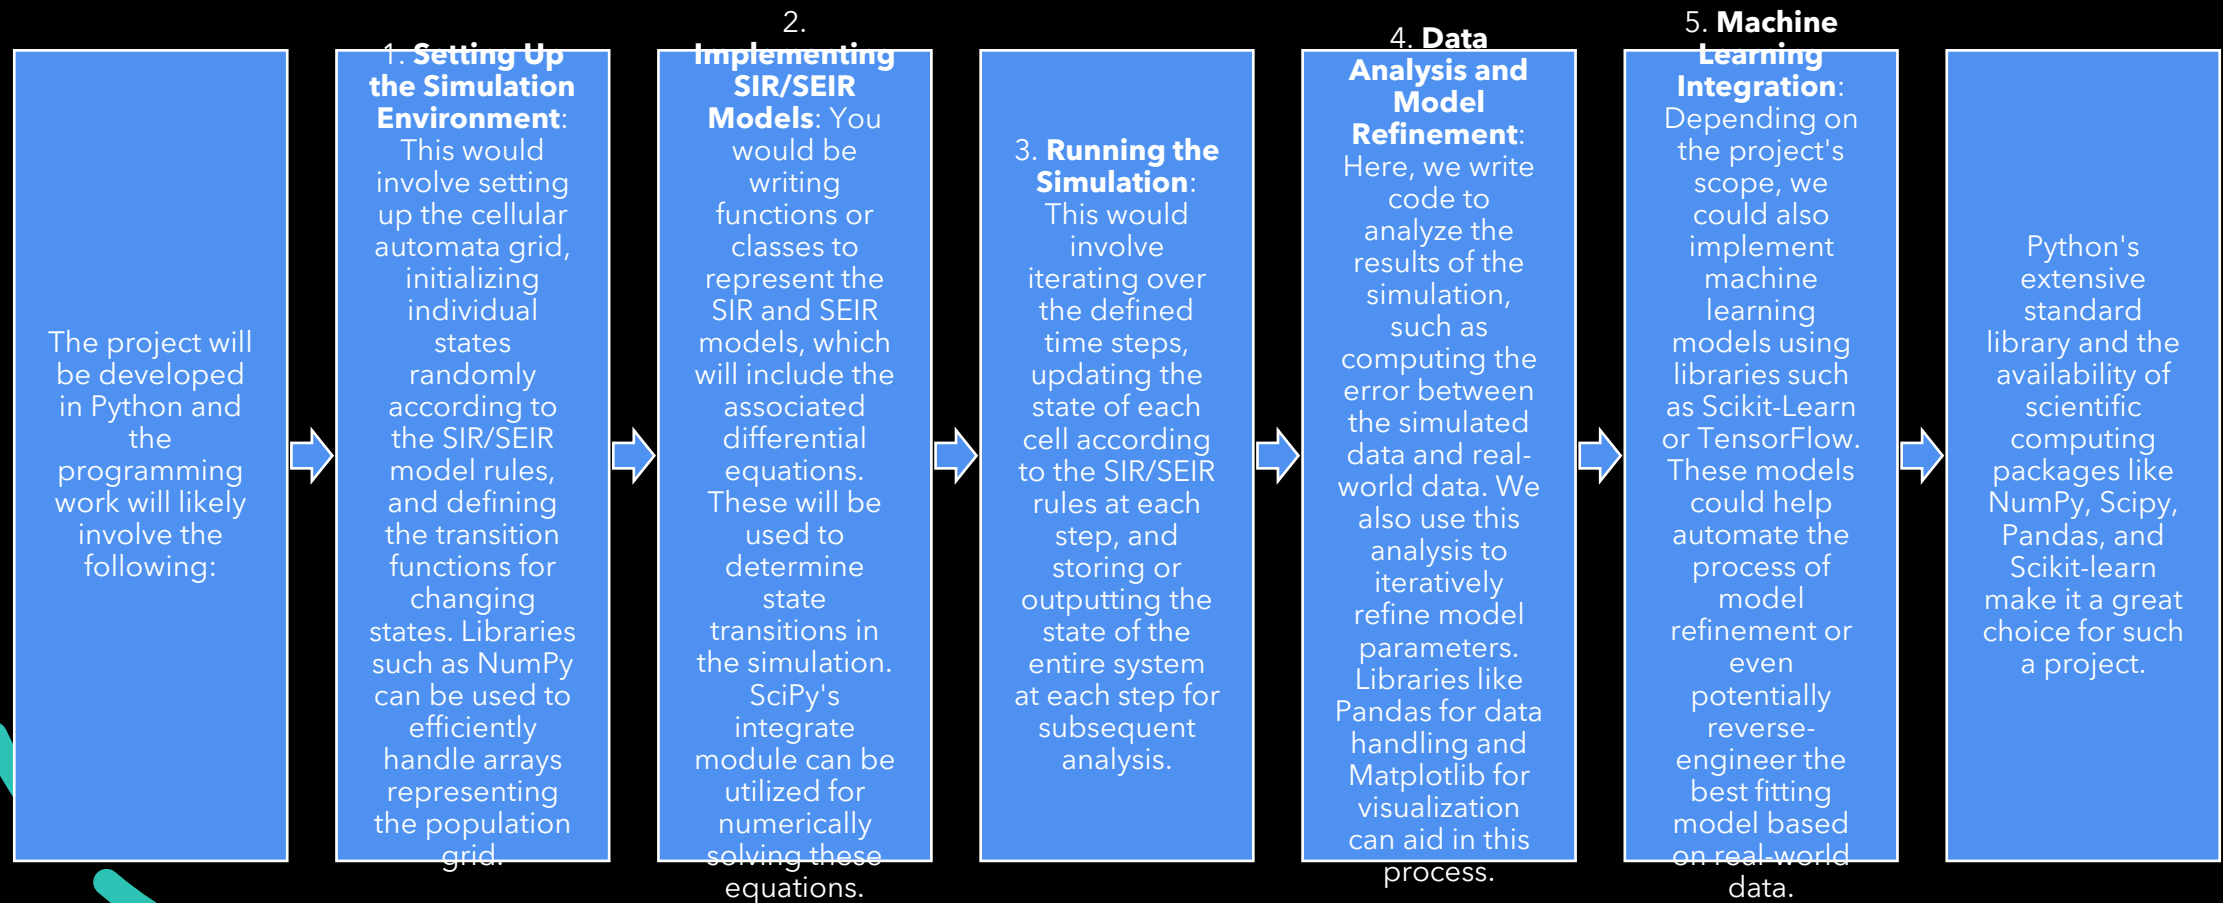 The project will
be developed
in Python and
the
programming
work will likely
involve the
following:
1. Setting Up
the Simulation
Environment:
This would
involve setting
up the cellular
automata grid,
initializing
individual
states
randomly
according to
the SIR/SEIR
model rules,
and defining
the transition
functions for
changing
states. Libraries
such as NumPy
can be used to
efficiently
handle arrays
representing
the population
grid.
2.
Implementing
SIR/SEIR
Models: You
would be
writing
functions or
classes to
represent the
SIR and SEIR
models, which
will include the
associated
differential
equations.
These will be
used to
determine
state
transitions in
the simulation.
SciPy's
integrate
module can be
utilized for
numerically
solving these
equations.
3. Running the
Simulation:
This would
involve
iterating over
the defined
time steps,
updating the
state of each
cell according
to the SIR/SEIR
rules at each
step, and
storing or
outputting the
state of the
entire system
at each step for
subsequent
analysis.
4. Data
Analysis and
Model
Refinement:
Here, we write
code to
analyze the
results of the
simulation,
such as
computing the
error between
the simulated
data and real-
world data. We
also use this
analysis to
iteratively
refine model
parameters.
Libraries like
Pandas for data
handling and
Matplotlib for
visualization
can aid in this
process.
5. Machine
Learning
Integration:
Depending on
the project's
scope, we
could also
implement
machine
learning
models using
libraries such
as Scikit-Learn
or TensorFlow.
These models
could help
automate the
process of
model
refinement or
even
potentially
reverse-
engineer the
best fitting
model based
on real-world
data.
Python's
extensive
standard
library and the
availability of
scientific
computing
packages like
NumPy, Scipy,
Pandas, and
Scikit-learn
make it a great
choice for such
a project.